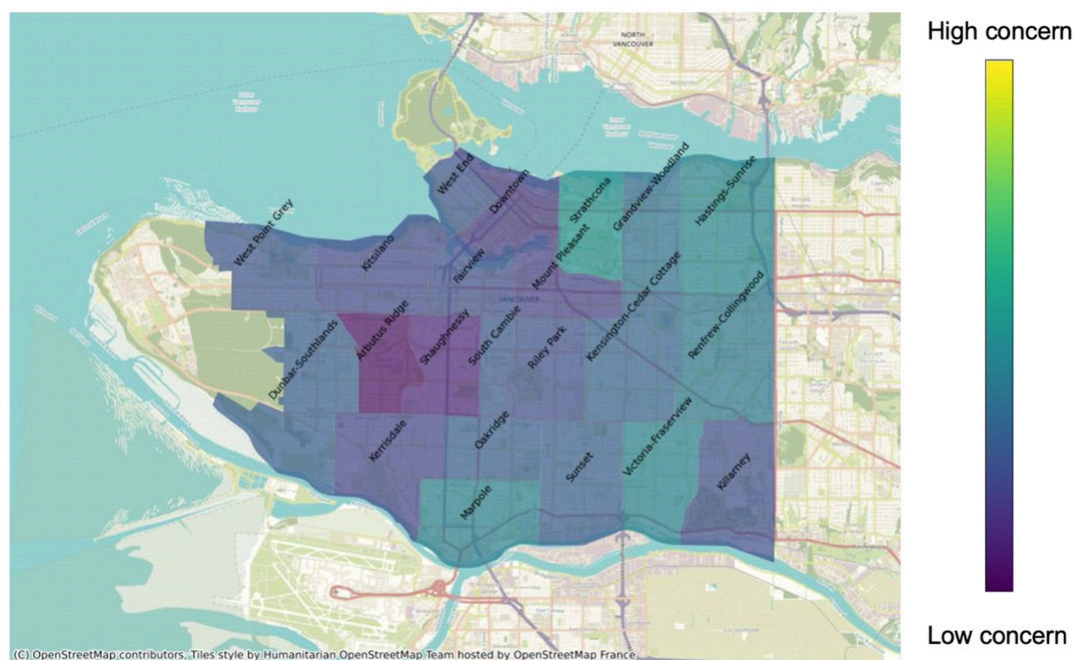 High concern
NORTH
VANCOUVER
West End
Downtown
Strathcona
Grandview-Woodland
Hastings-Sunrise
West Point Grey
Kitsilano
Fairview
Mount Pleasant
VANCOUVER
Kensington-Cedar Cottage
Renfrew-Collingwood
Dunbar-Southlands
Arbutus Ridge
Shaughnessy
South Cambie
Riley Park
Kerrisdale
Oakridge
Sunset
Victoria-Fraserview
Killarney
Marpole
Low concern
(C) OpenStreetMap contributors, Tiles style by Humanitarian OpenStreetMap Team hosted by OpenStreetMap France